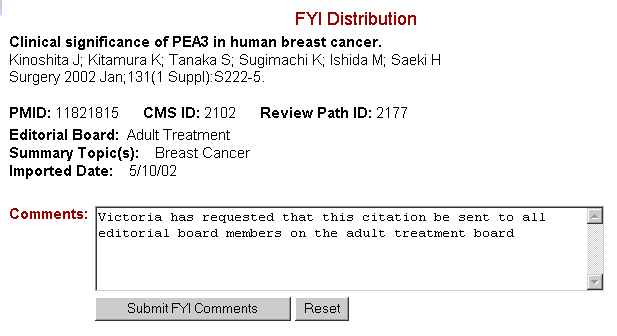 FYI Distribution
Clinical significance of PEA3 in human breast cancer.
Kinoshita J; Kitamura K; Tanaka S; Sugimachi K; Ishida M; Saeki H
Surgery 2002 Jan;131(1 Suppl):S222-5.
PMID: 11821815 CMS ID: 2102 Review Path ID: 2177
Editorial Board: Adult Treatment
Summary Topic(s): Breast Cancer
Imported Date: 5/10/02
Comments: Victoria has requested that this citation be sent to all
editorial board members on the adult treatment board
Submit FYI Comments Reset